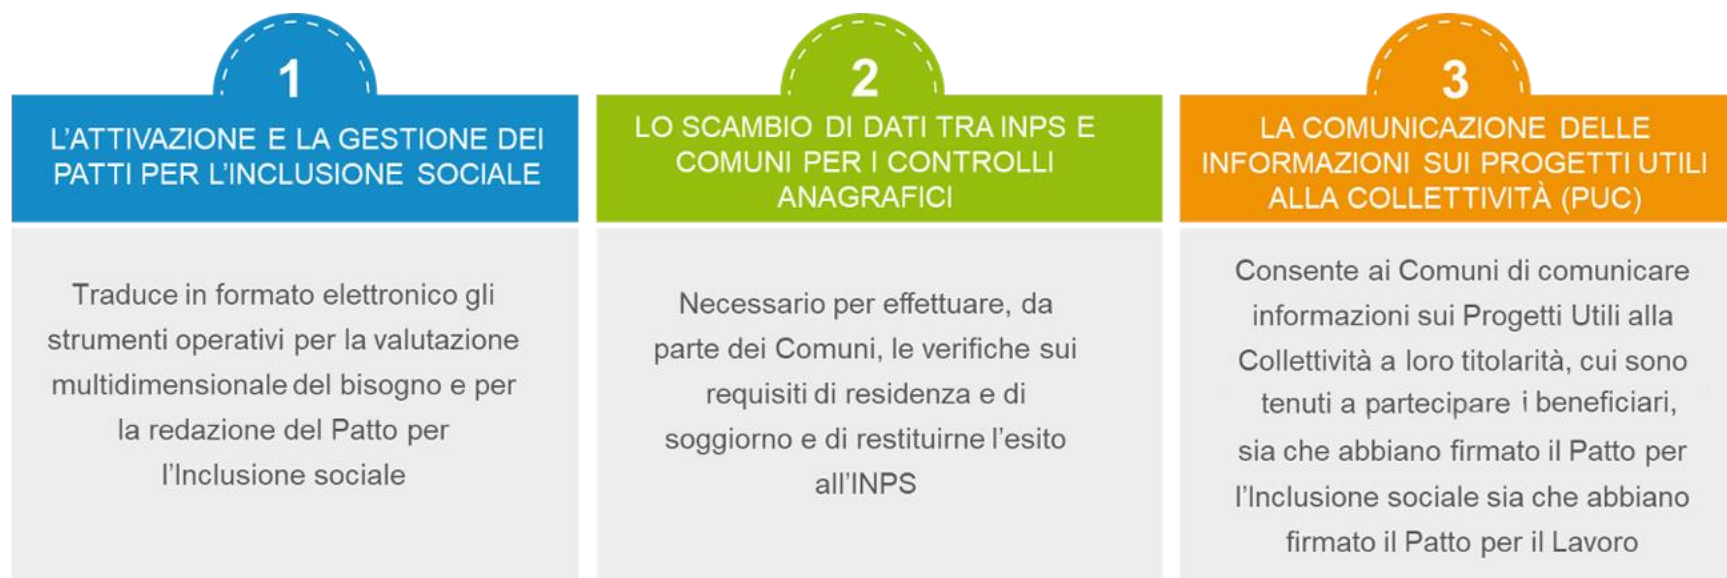 1
L'ATTIVAZIONE E LA GESTIONE DEI
PATTI PER L'INCLUSIONE SOCIALE
Traduce in formato elettronico gli
strumenti operativi per la valutazione
multidimensionale del bisogno e per
la redazione del Patto per
l'Inclusione sociale
2
LO SCAMBIO DI DATI TRA INPS E
COMUNI PER I CONTROLLI
ANAGRAFICI
Necessario per effettuare, da
parte dei Comuni, le verifiche sui
requisiti di residenza e di
soggiorno e di restituirne l'esito
all'INPS
3
LA COMUNICAZIONE DELLE
INFORMAZIONI SUI PROGETTI UTILI
ALLA COLLETTIVITÀ (PUC)
Consente ai Comuni di comunicare
informazioni sui Progetti Utili alla
Collettività a loro titolarità, cui sono
tenuti a partecipare i beneficiari,
sia che abbiano firmato il Patto per
l'Inclusione sociale sia che abbiano
firmato il Patto per il Lavoro